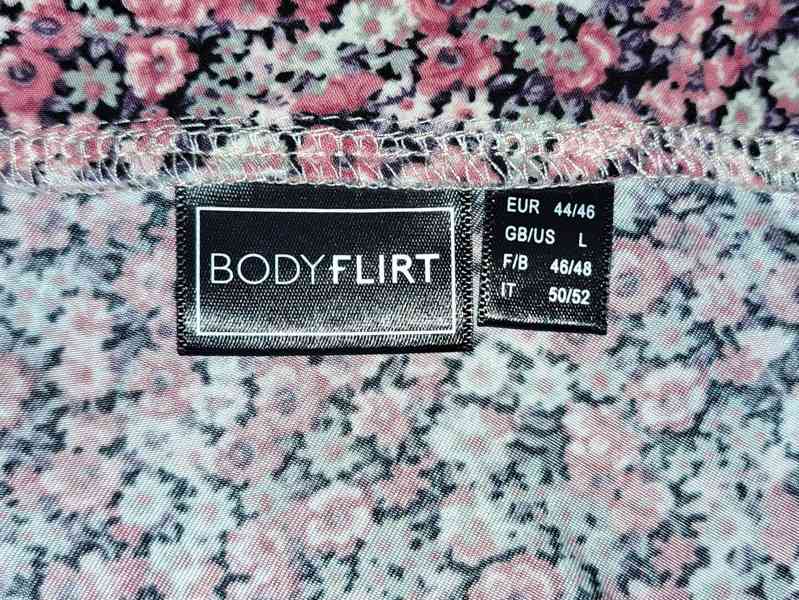 BODYFLIRT
EUR 44/46
GB/US L
F/B 46/48
IT 50/52